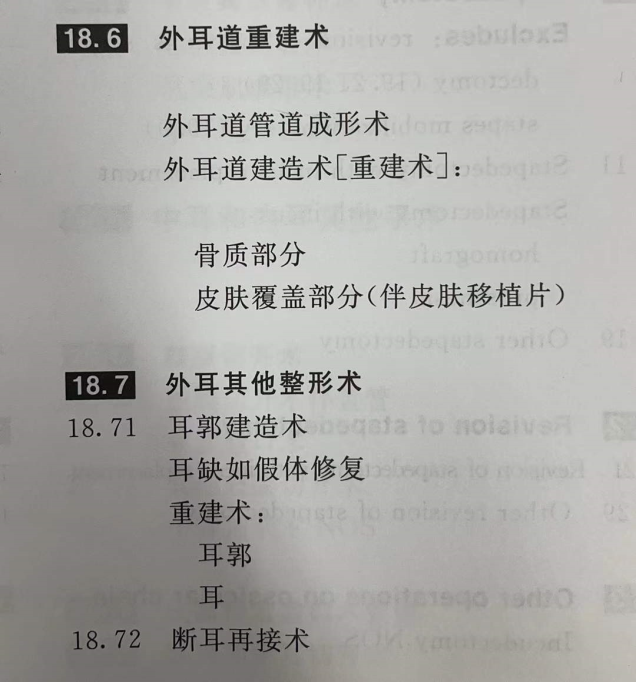 18.6 外耳道重建术
外耳道管道成形术
外耳道建造术[重建术]:
骨质部分
皮肤覆盖部分(伴皮肤移植片)
18.7 外耳其他整形术
18.71 耳郭建造术
耳缺如假体修复
重建术:
耳郭
耳
18.72 断耳再接术